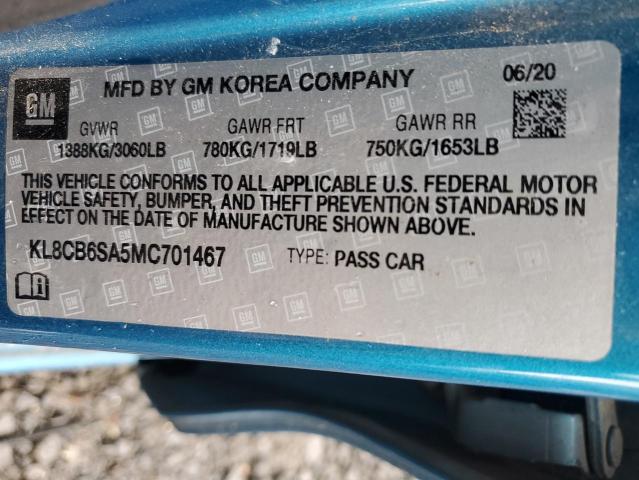 GM
MFD BY GM KOREA COMPANY 06/20
GVWR GAWR FRT GAWR RR
1388KG/3060LB 780KG/1719LB 750KG/1653LB
THIS VEHICLE CONFORMS TO ALL APPLICABLE U.S. FEDERAL MOTOR
VEHICLE SAFETY, BUMPER, AND THEFT PREVENTION STANDARDS IN
EFFECT ON THE DATE OF MANUFACTURE SHOWN ABOVE.
KL8CB6SA5MC701467 TYPE: PASS CAR